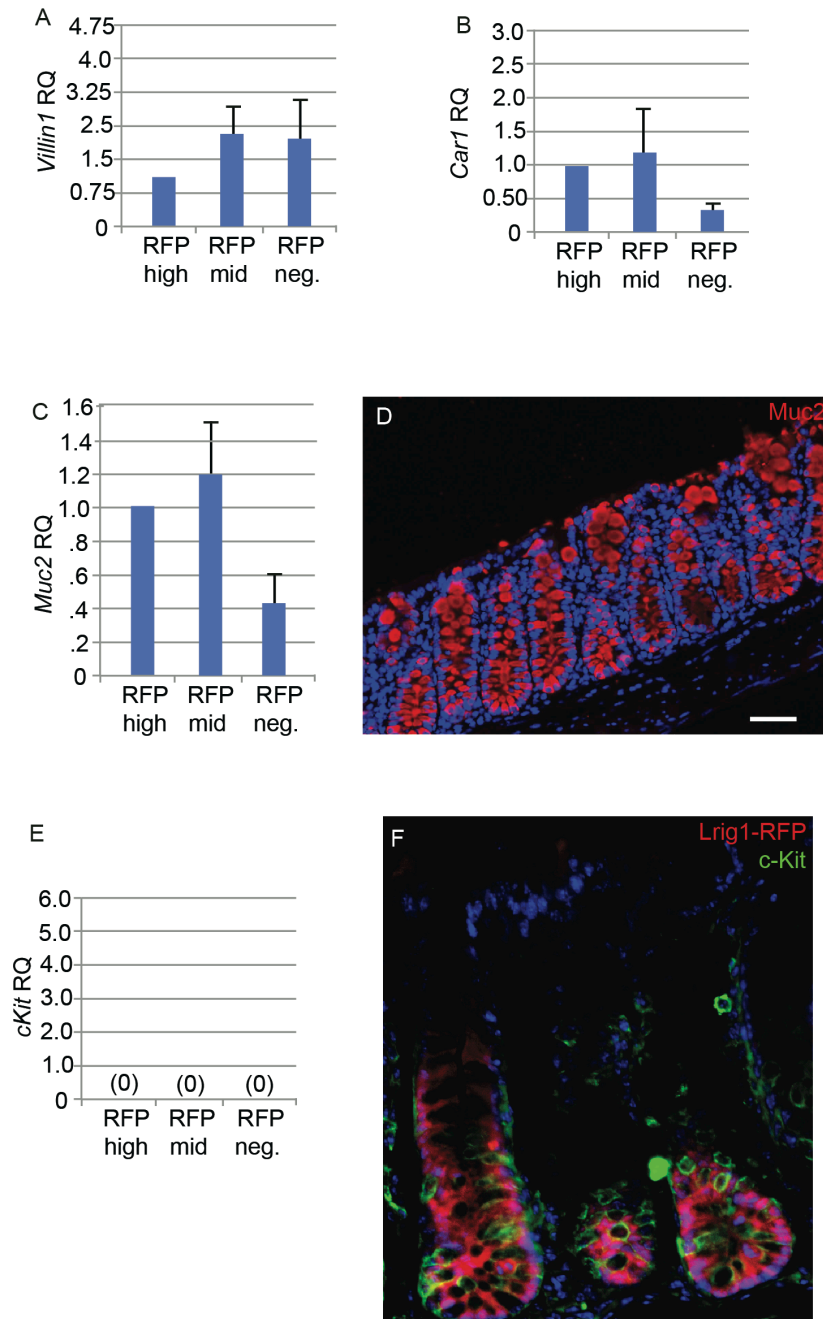 A
4.75
4.0
3.25
2.5
1.5
0.75
0
Villin1 RQ
RFP high
RFP mid
RFP neg.
B
3.0
2.5
2.0
1.5
1.0
0.50
0
Car1 RQ
RFP high
RFP mid
RFP neg.
C
1.6
1.4
1.2
1.0
.8
.6
.4
.2
0
Muc2 RQ
RFP high
RFP mid
RFP neg.
D
Muc2
E
6.0
5.0
4.0
3.0
2.0
1.0
0
cKit RQ
(0) (0) (0)
RFP high
RFP mid
RFP neg.
F
Lrig1-RFP
c-Kit